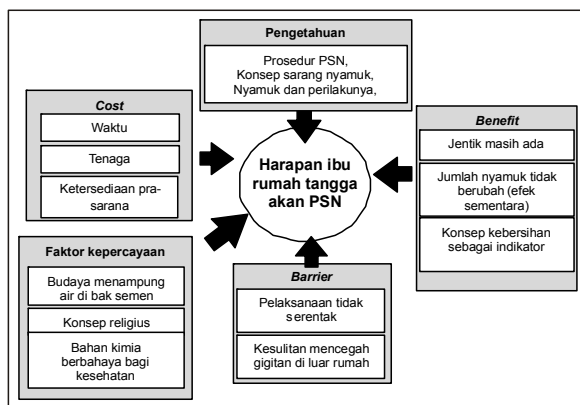 Pengetahuan
Prosedur PSN,
Konsep sarang nyamuk,
Nyamuk dan perilakunya,
Cost
Waktu
Tenaga
Ketersediaan pra-
sarana
Harapan ibu
rumah tangga
akan PSN
Benefit
Jentik masih ada
Jumlah nyamuk tidak
berubah (efek
sementara)
Konsep kebersihan
sebagai indikator
Faktor kepercayaan
Budaya menampung
air di bak semen
Konsep religius
Bahan kimia
berbahaya bagi
kesehatan
Barrier
Pelaksanaan tidak
serentak
Kesulitan mencegah
gigitan di luar rumah